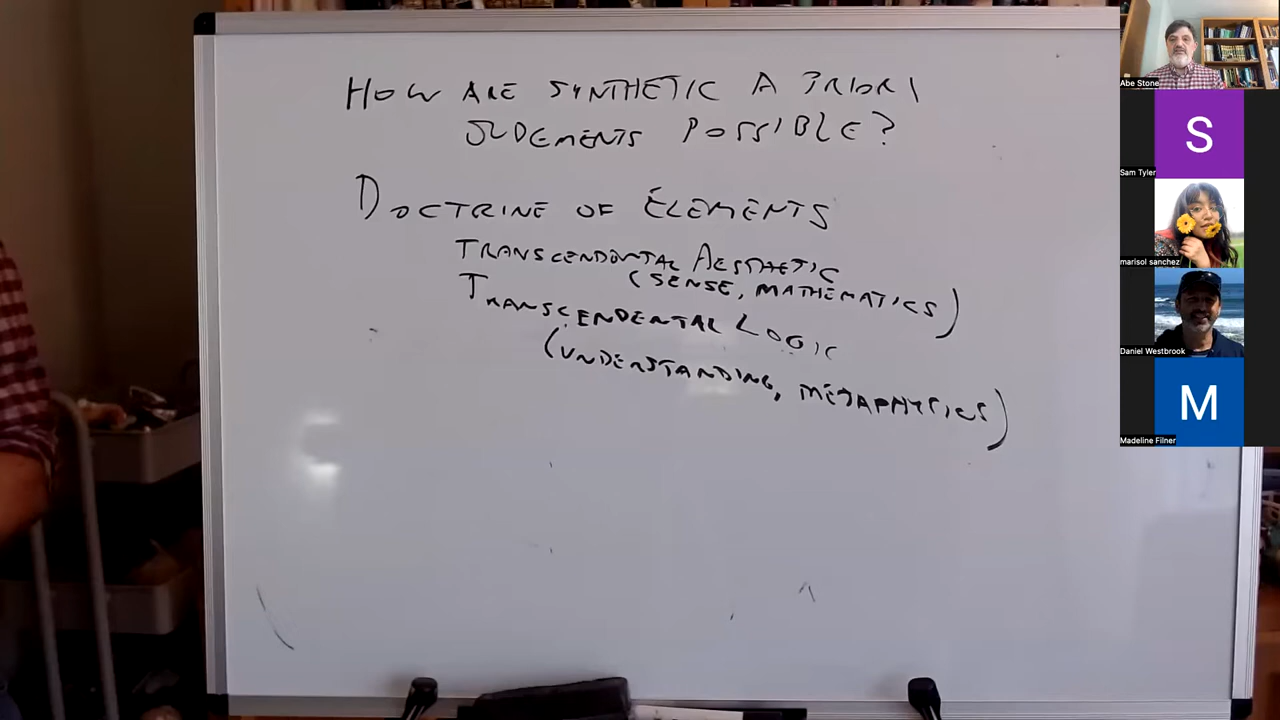 HOW ARE SYNTHETIC A PRIORI
JUDGEMENTS POSSIBLE?
DOCTRINE OF ELEMENTS
TRANSCENDENTAL AESTHETIC
(SENSE, MATHEMATICS)
TRANSCENDENTAL LOGIC
(UNDERSTANDING, METAPHYSICS)
Abe Stone
S
Sam Tyler
marisol sanchez
Daniel Westbrook
M
Madeline Filner